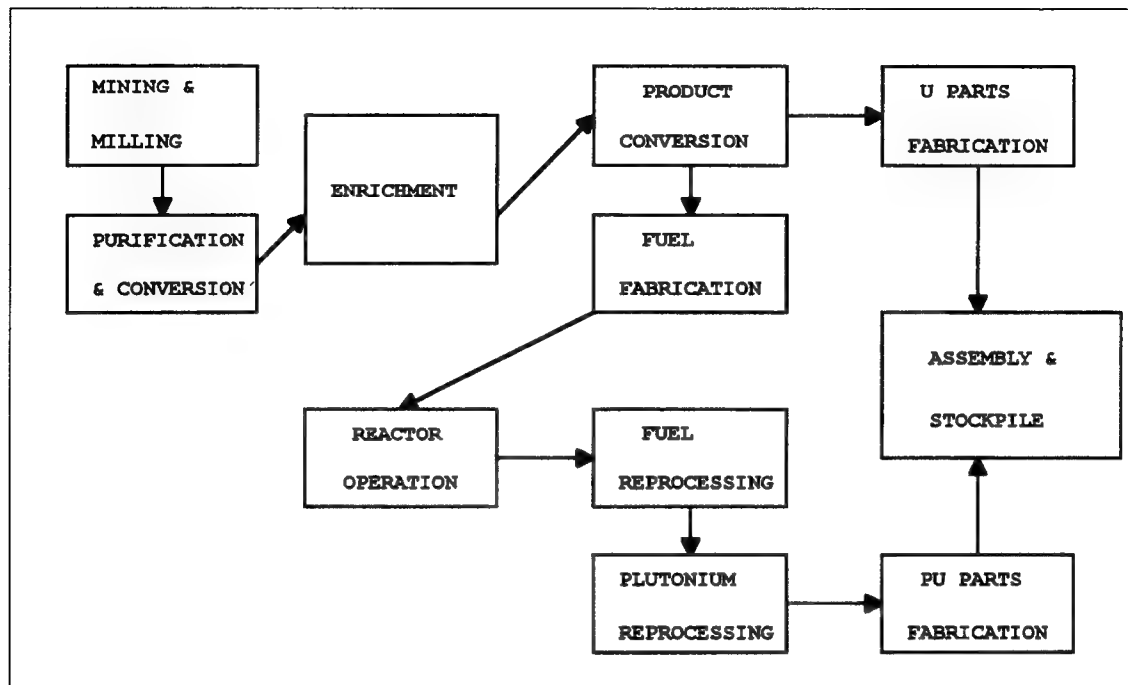 MINING &
MILLING
PURIFICATION
& CONVERSION
ENRICHMENT
PRODUCT
CONVERSION
U PARTS
FABRICATION
FUEL
FABRICATION
ASSEMBLY &
STOCKPILE
REACTOR
OPERATION
FUEL
REPROCESSING
PLUTONIUM
REPROCESSING
PU PARTS
FABRICATION